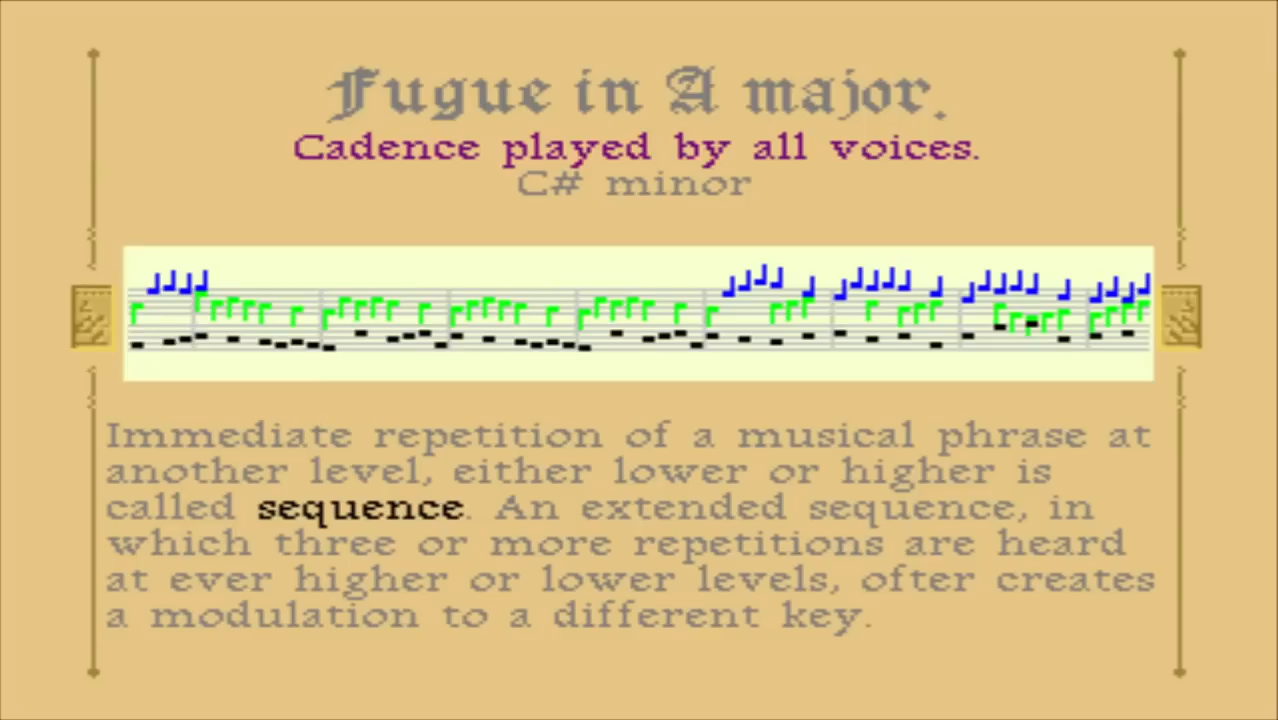 Fugue in A major.
Cadence played by all voices.
C# minor
Immediate repetition of a musical phrase at
another level, either lower or higher is
called sequence. An extended sequence, in
which three or more repetitions are heard
at ever higher or lower levels, ofter creates
a modulation to a different key.